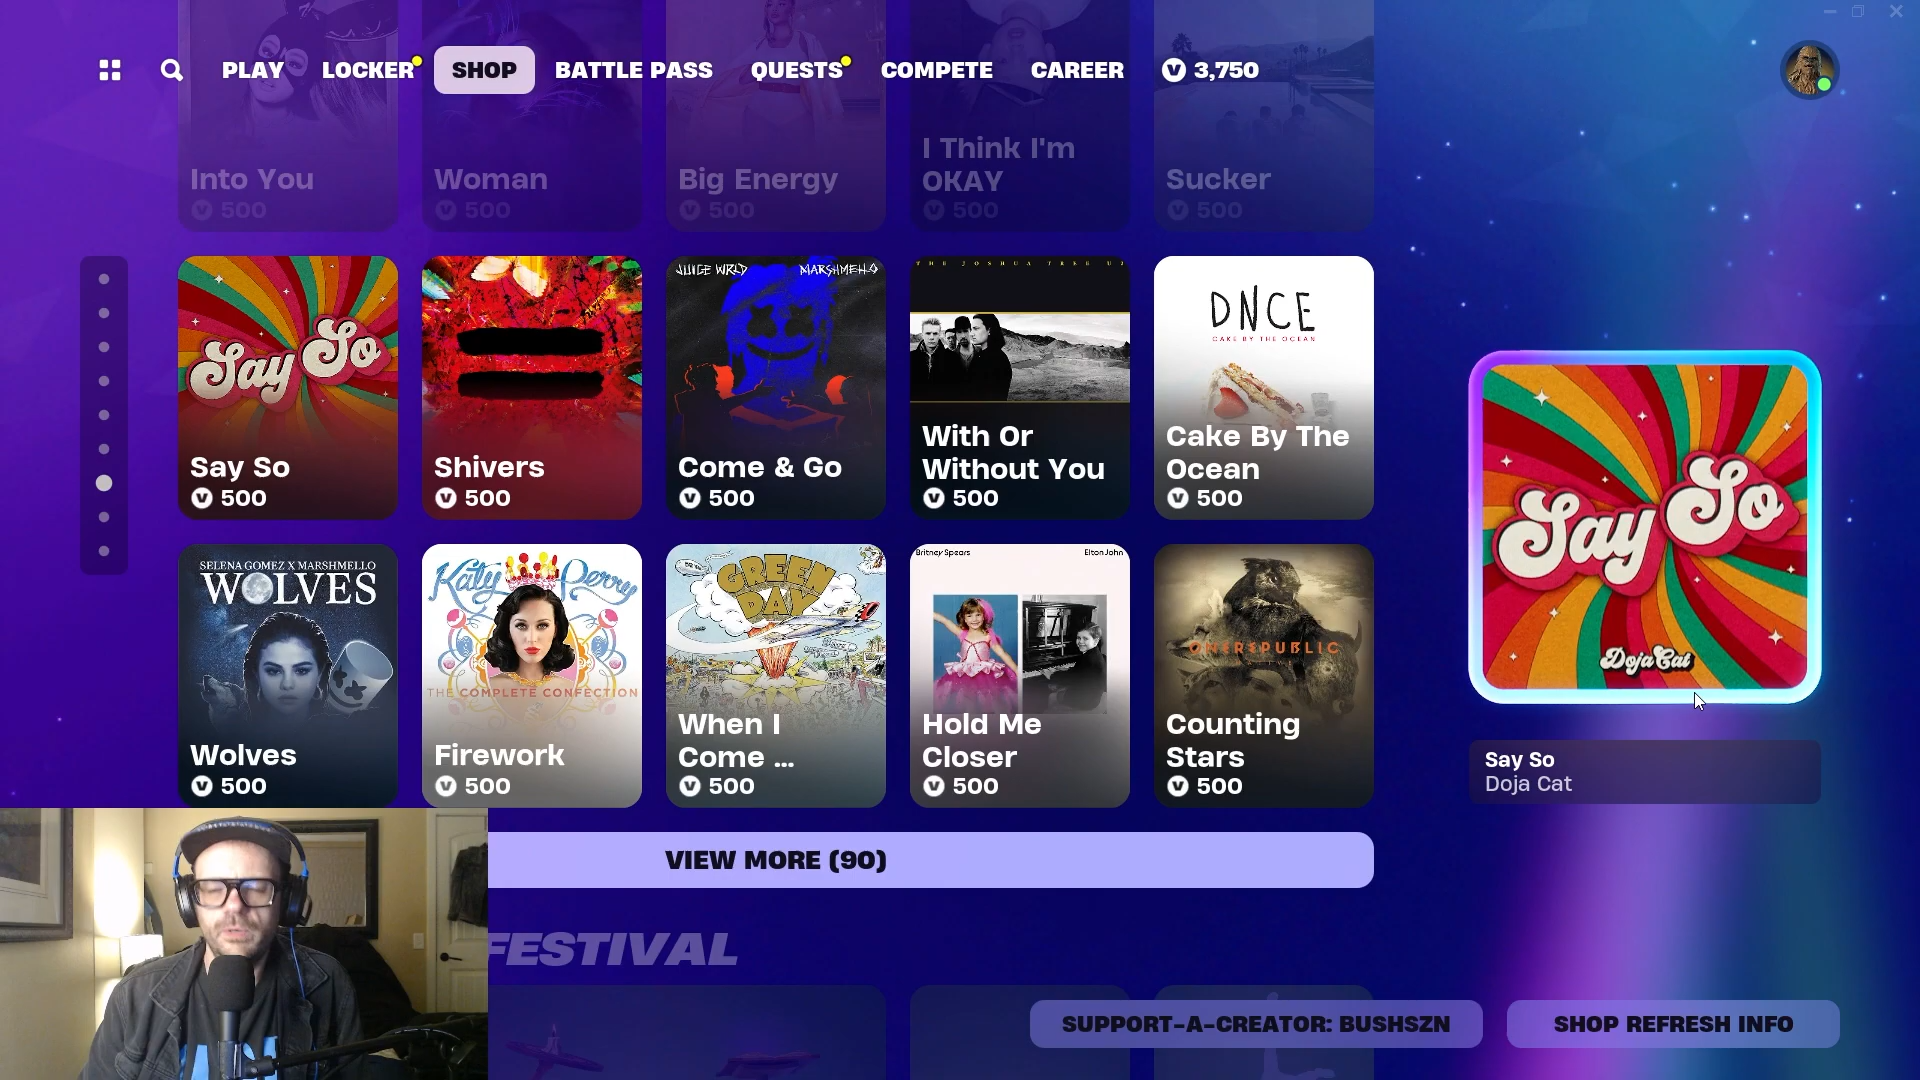 PLAY
LOCKER
SHOP
BATTLE PASS
QUESTS
COMPETE
CAREER
3,750
Into You
500
Woman
500
Big Energy
500
I Think I'm
OKAY
500
Sucker
500
Say So
Say So
500
Shivers
500
JUICE WRLD MARSHMELLO
Come & Go
500
THE JOSHUA TREE U2
With Or
Without You
500
DNCE
CAKE BY THE OCEAN
Cake By The
Ocean
500
Say So
Doja Cat
Say So
Doja Cat
SELENA GOMEZ X MARSHMELLO
WOLVES
Wolves
500
Katy Perry
THE COMPLETE CONFECTION
Firework
500
GREEN
DAY
When I
Come ...
500
Britney Spears Elton John
Hold Me
Closer
500
ONEREPUBLIC
Counting
Stars
500
VIEW MORE (90)
FESTIVAL
SUPPORT-A-CREATOR: BUSHSZN
SHOP REFRESH INFO